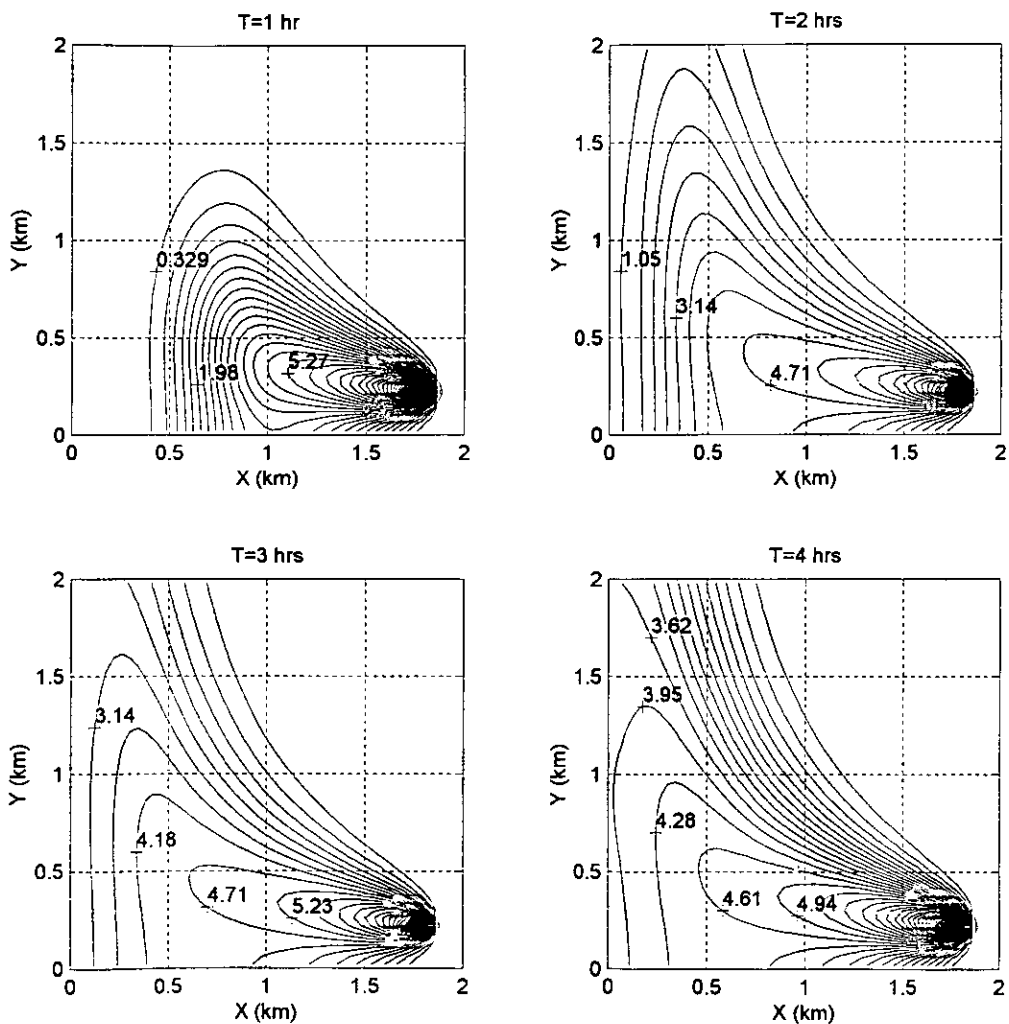 T=1 hr
2
1.5
1
0.5
0
0 0.5 1 1.5 2
Y (km)
X (km)
0.329
1.98
5.27
T=2 hrs
2
1.5
1
0.5
0
0 0.5 1 1.5 2
Y (km)
X (km)
1.05
3.14
4.71
T=3 hrs
2
1.5
1
0.5
0
0 0.5 1 1.5 2
Y (km)
X (km)
3.14
4.18
4.71
5.23
T=4 hrs
2
1.5
1
0.5
0
0 0.5 1 1.5 2
Y (km)
X (km)
3.62
3.95
4.28
4.61
4.94